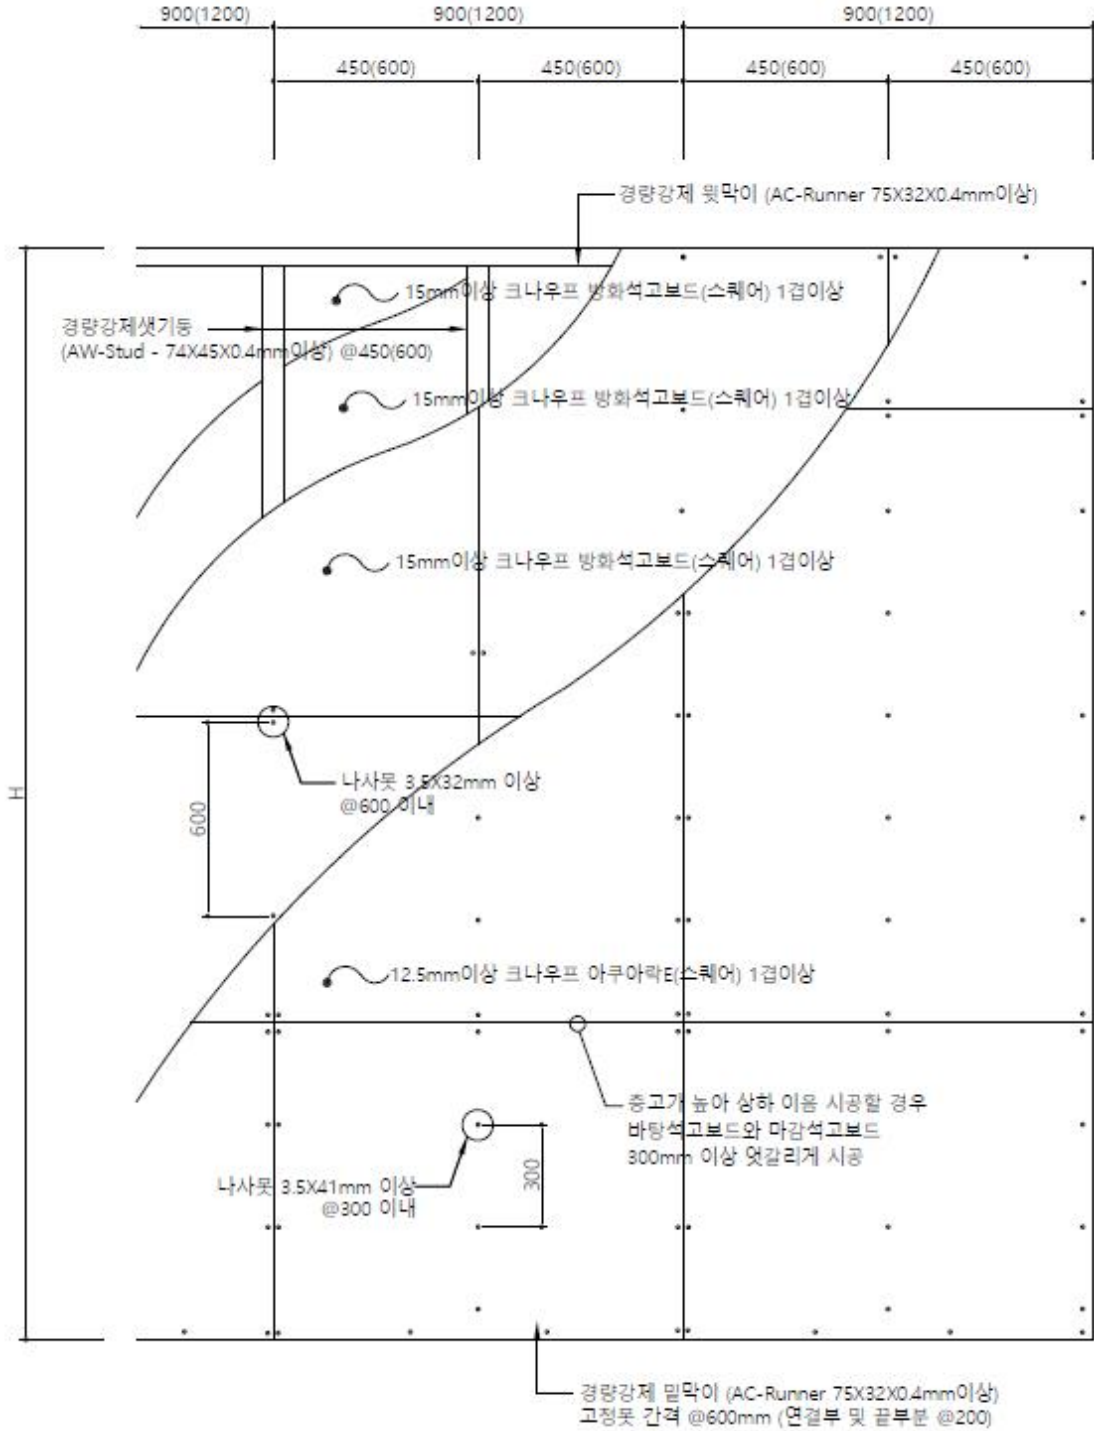 900(1200)
900(1200)
900(1200)
450(600)
450(600)
450(600)
450(600)
경량강제 윗막이 (AC-Runner 75X32X0.4mm이상)
15mm이상 크나우프 방화석고보드(스퀘어) 1겹이상
경량강제샛기둥
(AW-Stud - 74X45X0.4mm이상) @450(600)
15mm이상 크나우프 방화석고보드(스퀘어) 1겹이상
15mm이상 크나우프 방화석고보드(스퀘어) 1겹이상
H
나사못 3.5X32mm 이상
@600 이내
600
12.5mm이상 크나우프 아쿠아락E(스퀘어) 1겹이상
층고가 높아 상하 이음 시공할 경우
바탕석고보드와 마감석고보드
300mm 이상 엇갈리게 시공
300
나사못 3.5X41mm 이상
@300 이내
경량강제 밑막이 (AC-Runner 75X32X0.4mm이상)
고정못 간격 @600mm (연결부 및 끝부분 @200)